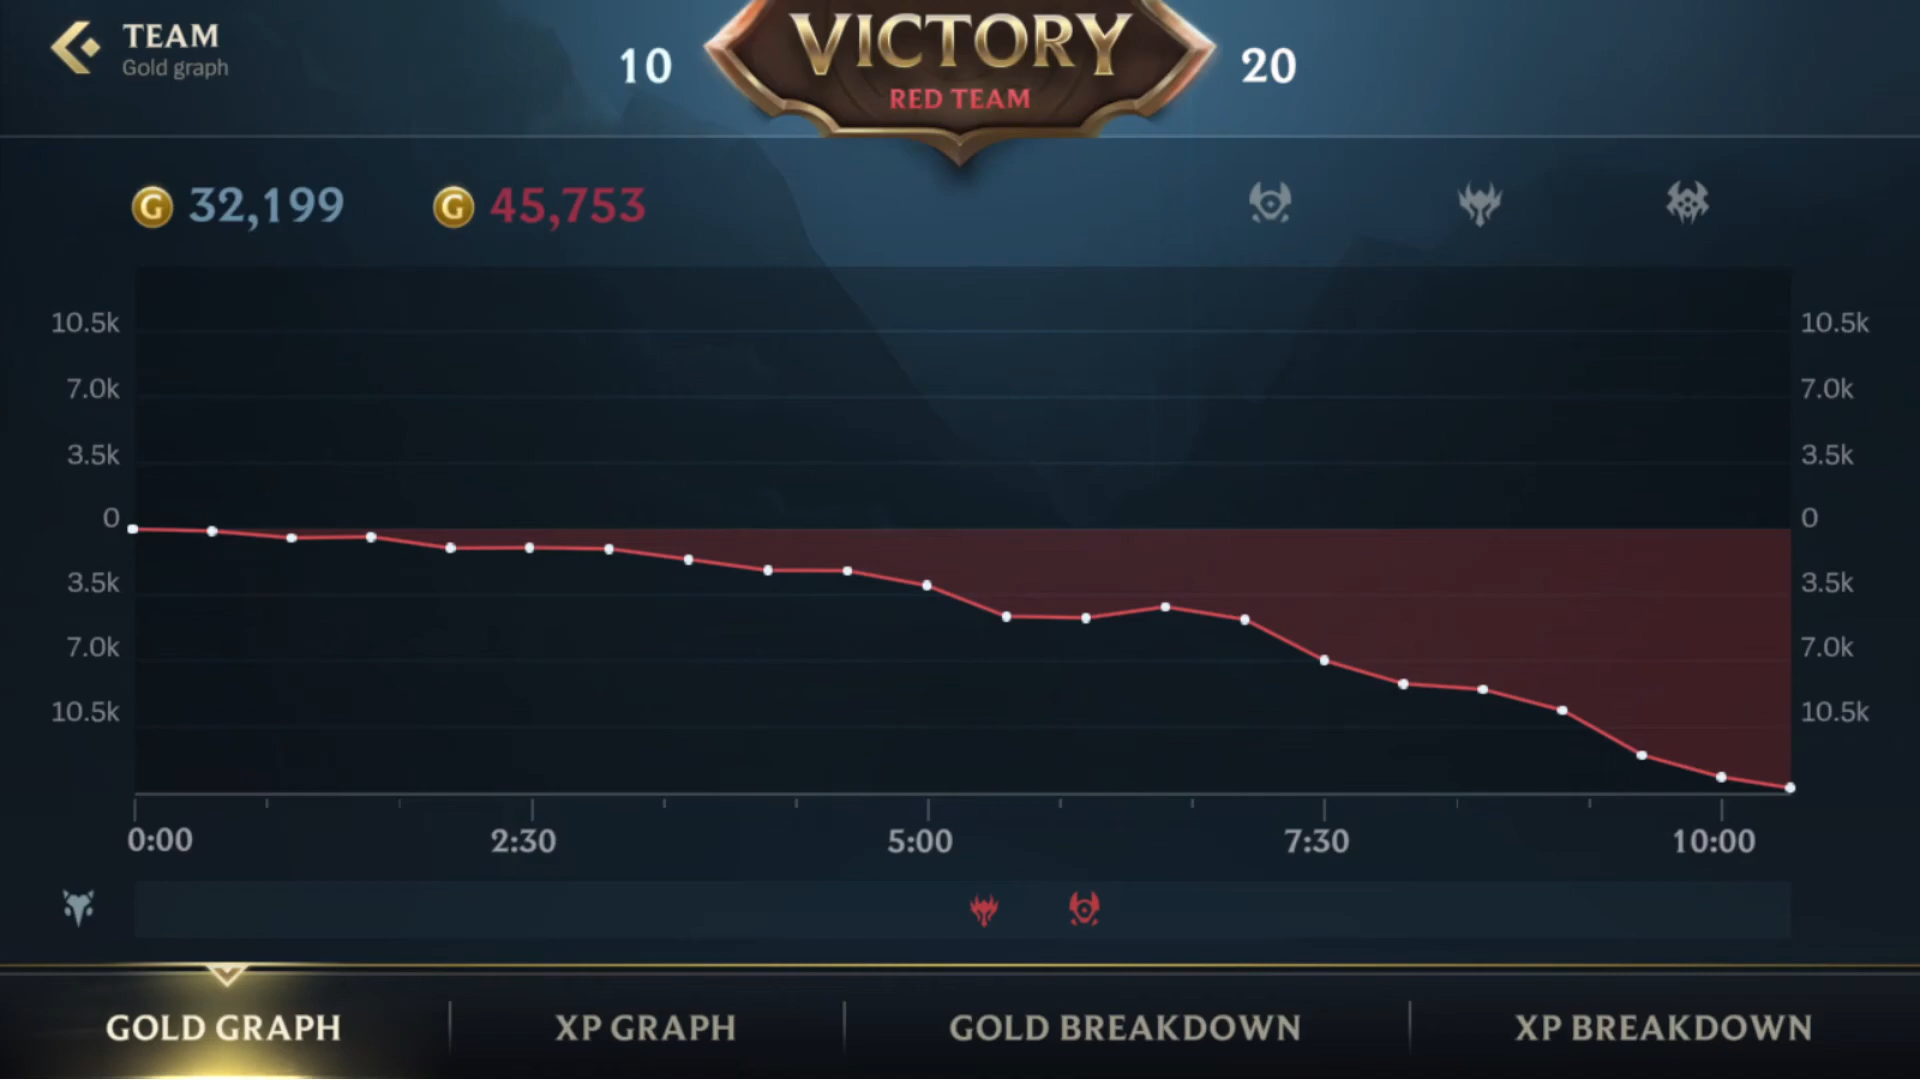 TEAM
Gold graph
10
VICTORY
RED TEAM
20
G 32,199
G 45,753
10.5k
7.0k
3.5k
0
3.5k
7.0k
10.5k
10.5k
7.0k
3.5k
0
3.5k
7.0k
10.5k
0:00 2:30 5:00 7:30 10:00
GOLD GRAPH
XP GRAPH
GOLD BREAKDOWN
XP BREAKDOWN